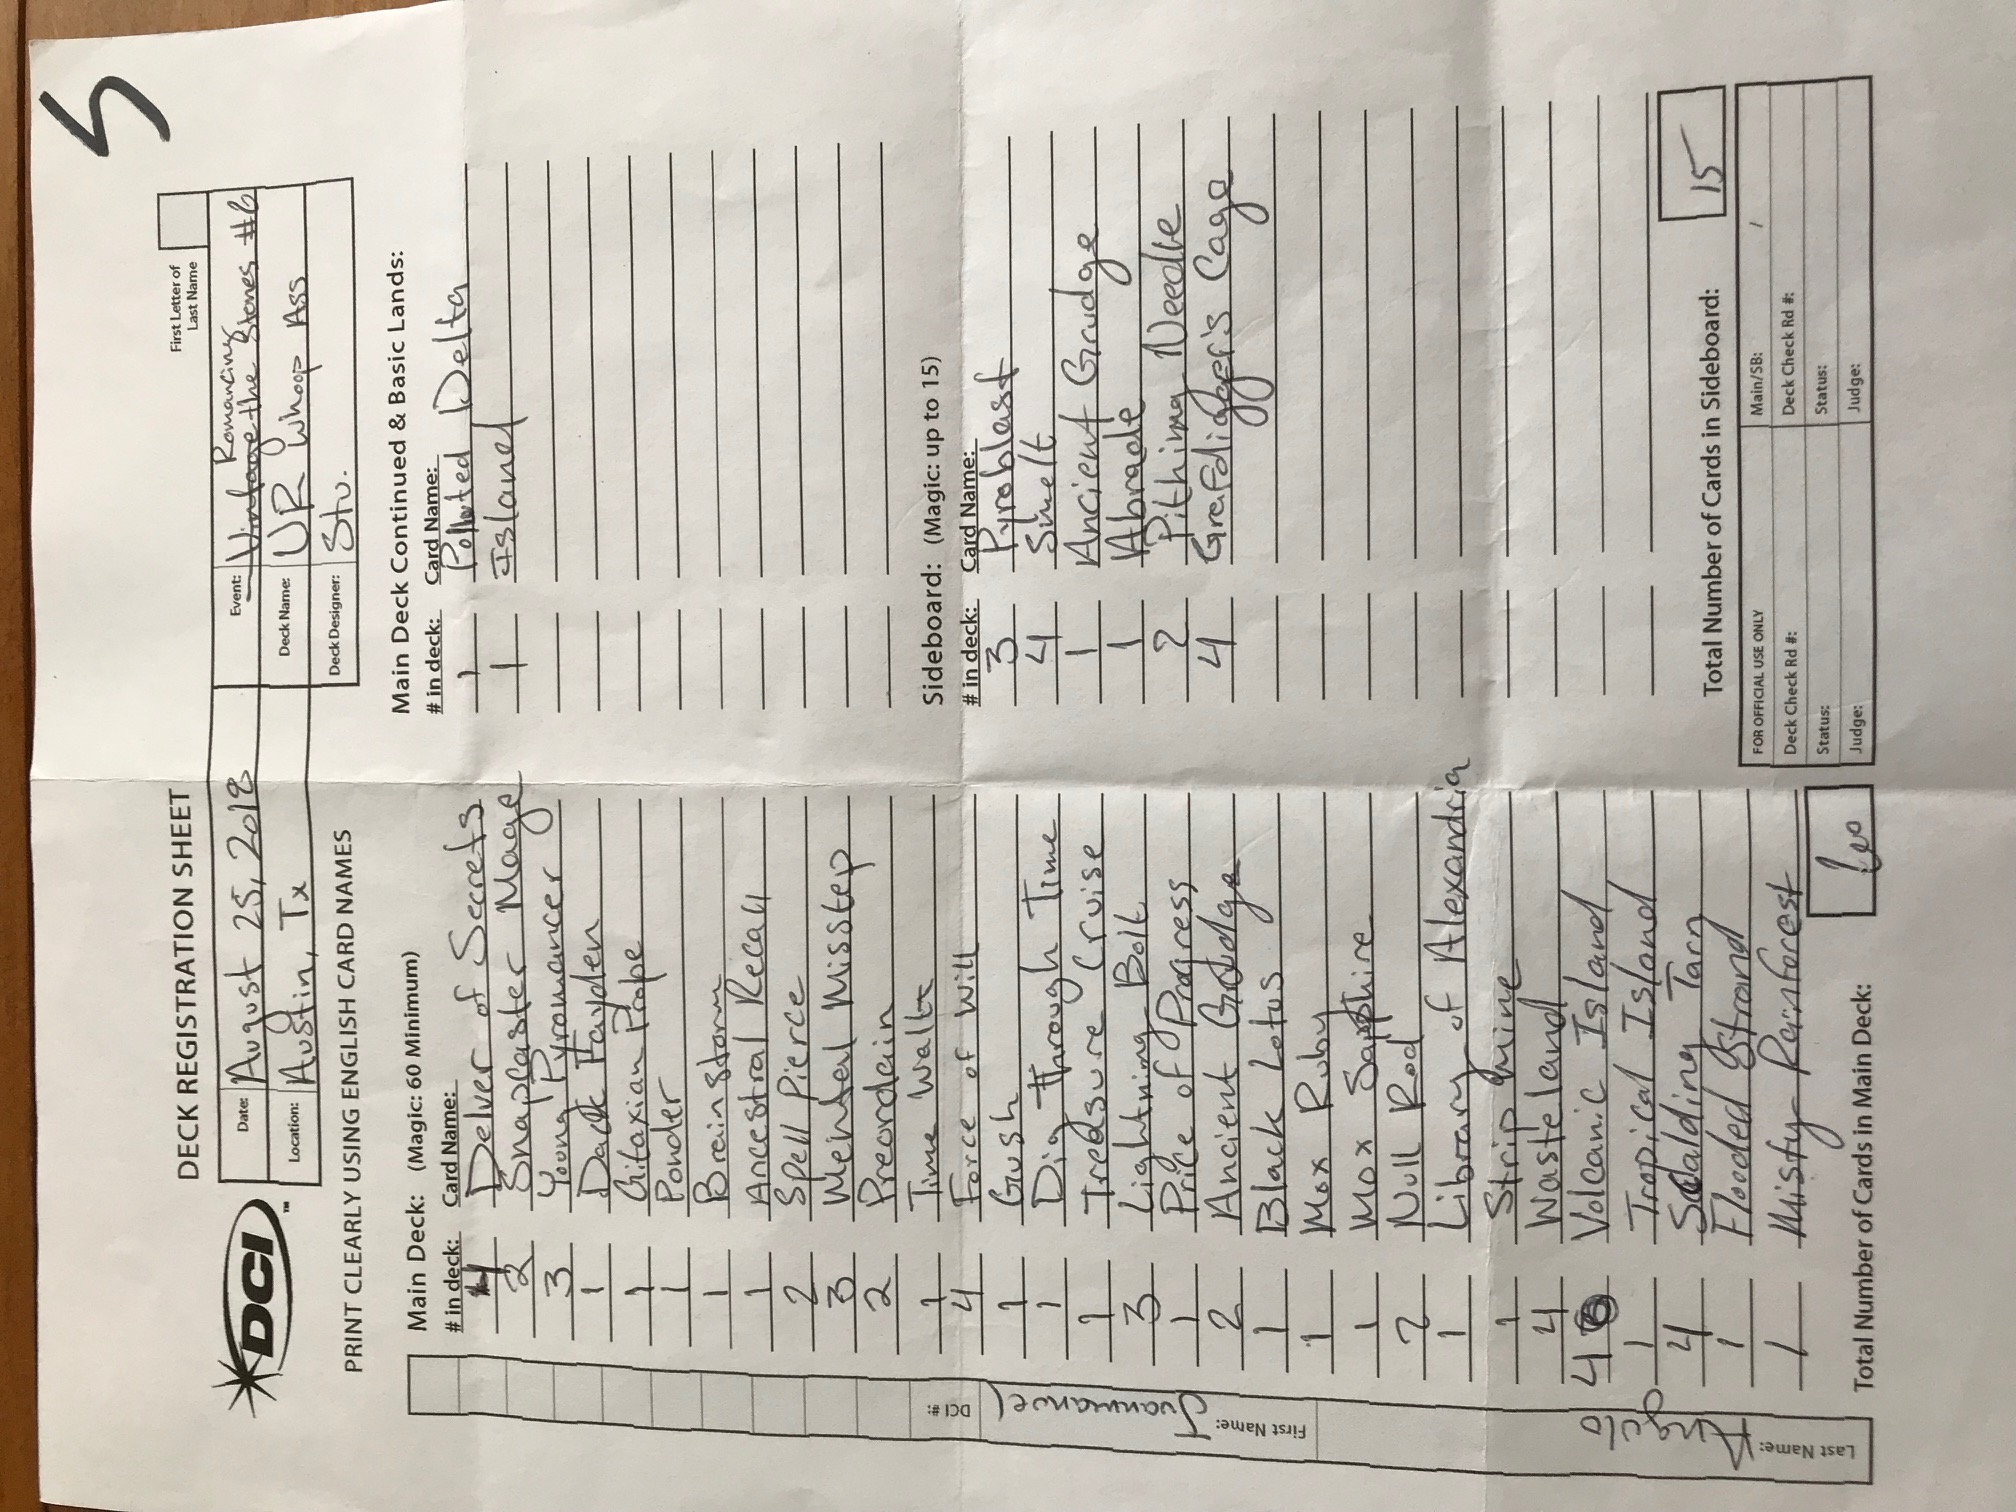 5
DECK REGISTRATION SHEET
First Letter of
Last Name
DCI
TM
Date: August 25, 2018
Location: Austin, Tx
Event: Vintage Romancing the Stones #6
Deck Name: UR Whoop Ass
Deck Designer: Stu.
PRINT CLEARLY USING ENGLISH CARD NAMES
Main Deck: (Magic: 60 Minimum)
# in deck: Card Name:
4 Delver of Secrets
2 Snapcaster Mage
3 Young Pyromancer
1 Dack Fayden
1 Gitaxian Probe
1 Ponder
1 Brainstorm
1 Ancestral Recall
2 Spell Pierce
3 Mental Misstep
2 Preordain
1 Time Walk
4 Force of Will
1 Gush
1 Dig Through Time
1 Treasure Cruise
3 Lightning Bolt
1 Price of Progress
2 Ancient Grudge
1 Black Lotus
1 Mox Ruby
1 Mox Sapphire
2 Null Rod
1 Library of Alexandria
1 Strip mine
4 Wasteland
4 Volcanic Island
1 Tropical Island
4 Scalding Tarn
1 Flooded Strand
1 Misty Rainforest
Total Number of Cards in Main Deck: 60
Main Deck Continued & Basic Lands:
# in deck: Card Name:
1 Polluted Delta
1 Island
Sideboard: (Magic: up to 15)
# in deck: Card Name:
3 Pyroblast
4 Smelt
1 Ancient Grudge
1 Abrade
2 Pithing Needle
4 Grafdigger's Cage
Total Number of Cards in Sideboard: 15
FOR OFFICIAL USE ONLY
Main/SB: /
Deck Check Rd #:
Deck Check Rd #:
Status:
Status:
Judge:
Judge:
Last Name: Angulo
First Name: Juanmanuel
DCI #: